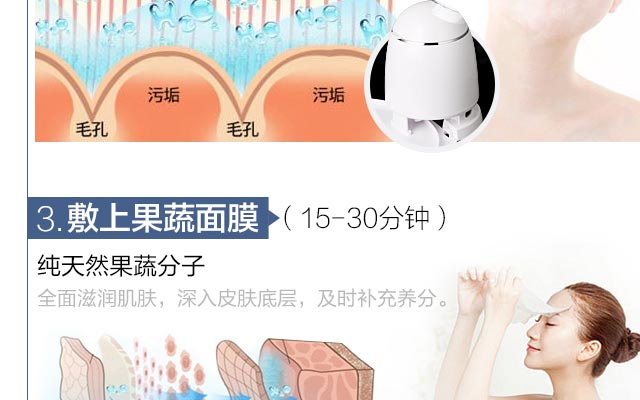 污垢 污垢
毛孔 毛孔
3.敷上果蔬面膜（15-30分钟）
纯天然果蔬分子
全面滋润肌肤，深入皮肤底层，及时补充养分。